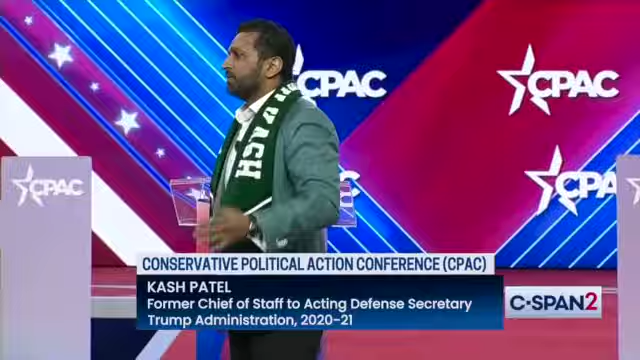 CPAC
CPAC
CPAC
CPAC
WASH
CONSERVATIVE POLITICAL ACTION CONFERENCE (CPAC)
KASH PATEL
Former Chief of Staff to Acting Defense Secretary
Trump Administration, 2020-21
C-SPAN2